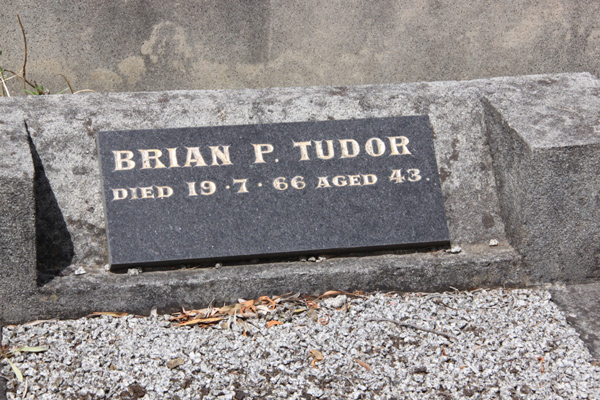 BRIAN P. TUDOR
DIED 19·7·66 AGED 43.